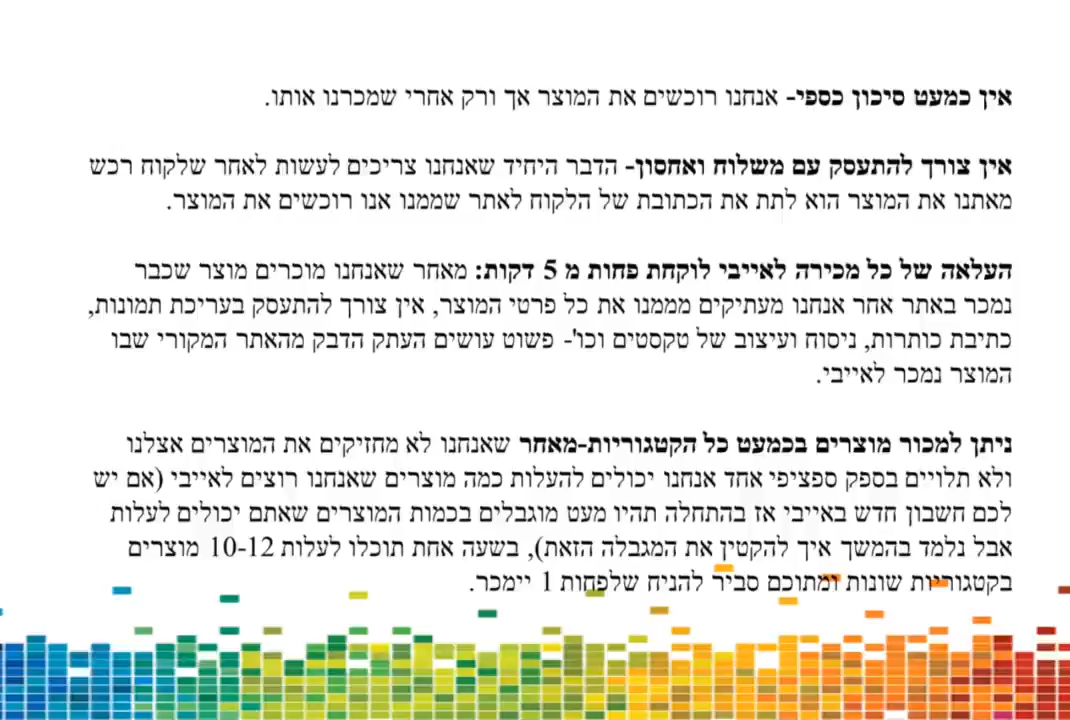 אין כמעט סיכון כספי- אנחנו רוכשים את המוצר אך ורק אחרי שמכרנו אותו.
אין צורך להתעסק עם משלוח ואחסון- הדבר היחיד שאנחנו צריכים לעשות לאחר שלקוח רכש
מאתנו את המוצר הוא לתת את הכתובת של הלקוח לאתר שממנו אנו רוכשים את המוצר.
העלאה של כל מכירה לאייבי לוקחת פחות מ 5 דקות: מאחר שאנחנו מוכרים מוצר שכבר
נמכר באתר אחר אנחנו מעתיקים מממנו את כל פרטי המוצר, אין צורך להתעסק בעריכת תמונות,
כתיבת כותרות, ניסוח ועיצוב של טקסטים וכו'- פשוט עושים העתק הדבק מהאתר המקורי שבו
המוצר נמכר לאייבי.
ניתן למכור מוצרים בכמעט כל הקטגוריות-מאחר שאנחנו לא מחזיקים את המוצרים אצלנו
ולא תלויים בספק ספציפי אחד אנחנו יכולים להעלות כמה מוצרים שאנחנו רוצים לאייבי (אם יש
לכם חשבון חדש באייבי אז בהתחלה תהיו מעט מוגבלים בכמות המוצרים שאתם יכולים לעלות
אבל נלמד בהמשך איך להקטין את המגבלה הזאת), בשעה אחת תוכלו לעלות 10-12 מוצרים
בקטגוריות שונות ומתוכם סביר להניח שלפחות 1 יימכר.